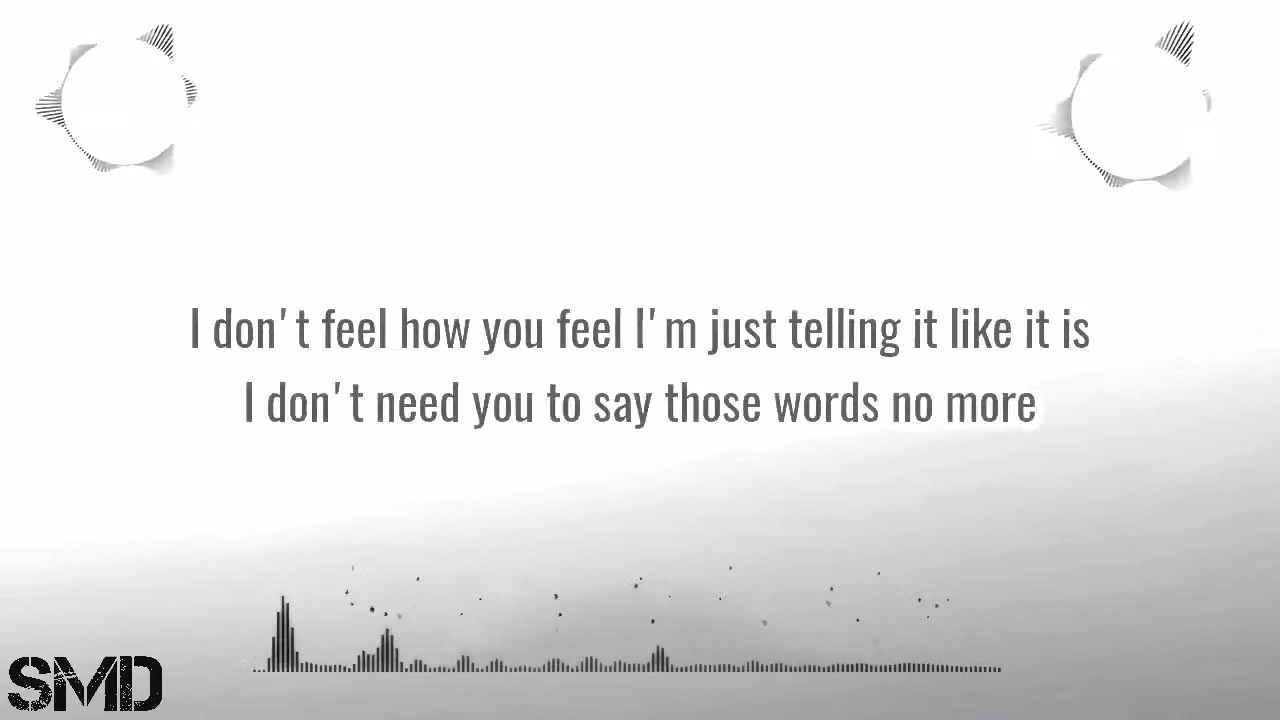 I don't feel how you feel I'm just telling it like it is
I don't need you to say those words no more
SMD